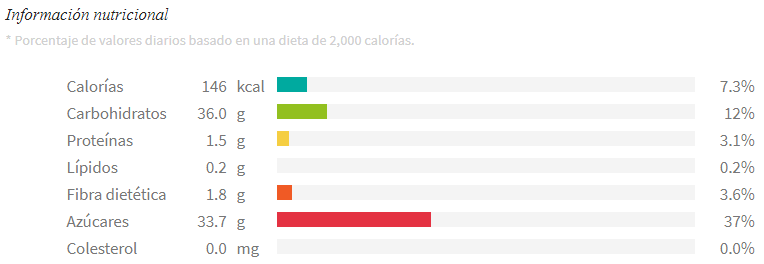 Información nutricional
* Porcentaje de valores diarios basado en una dieta de 2,000 calorías.
Calorías 146 kcal 7.3%
Carbohidratos 36.0 g 12%
Proteínas 1.5 g 3.1%
Lípidos 0.2 g 0.2%
Fibra dietética 1.8 g 3.6%
Azúcares 33.7 g 37%
Colesterol 0.0 mg 0.0%